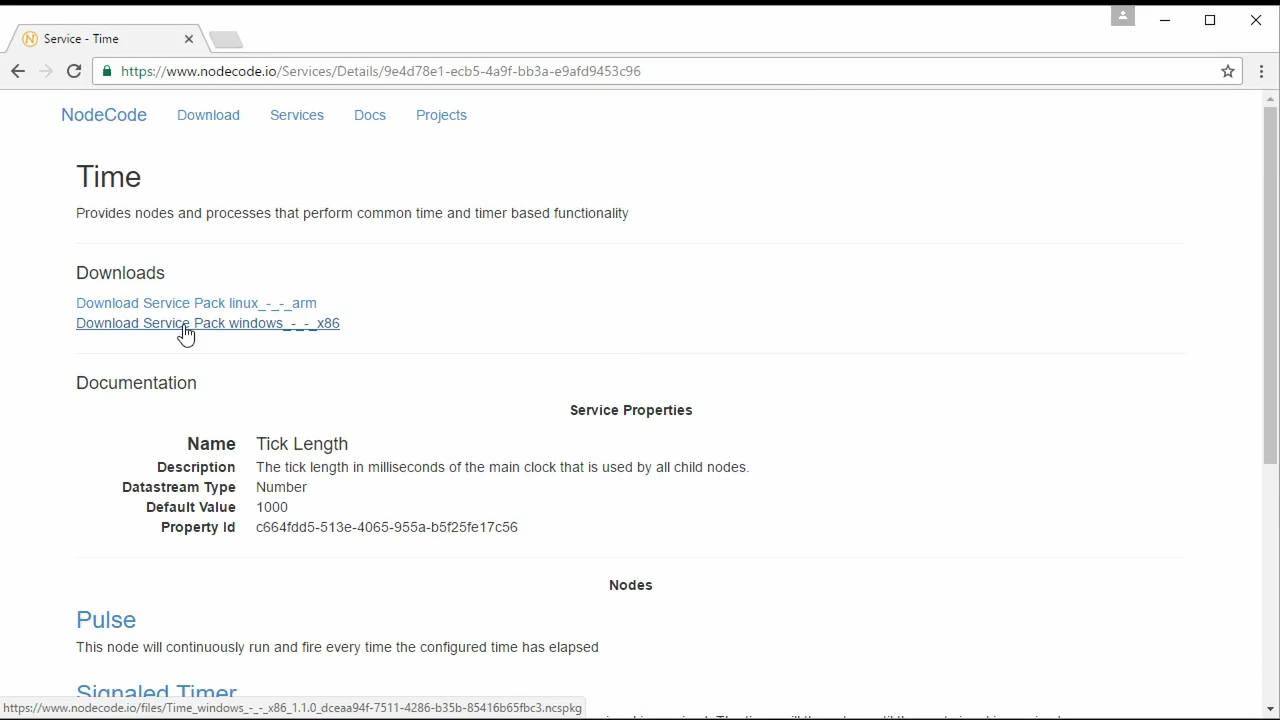 Service - Time
https://www.nodecode.io/Services/Details/9e4d78e1-ecb5-4a9f-bb3a-e9afd9453c96
NodeCode Download Services Docs Projects
Time
Provides nodes and processes that perform common time and timer based functionality
Downloads
Download Service Pack linux_-_-_arm
Download Service Pack windows_-_-_x86
Documentation
Service Properties
Name Tick Length
Description The tick length in milliseconds of the main clock that is used by all child nodes.
Datastream Type Number
Default Value 1000
Property Id c664fdd5-513e-4065-955a-b5f25fe17c56
Nodes
Pulse
This node will continuously run and fire every time the configured time has elapsed
Signaled Timer
https://www.nodecode.io/files/Time_windows_-_-_x86_1.1.0_dceaa94f-7511-4286-b35b-85416b65fbc3.ncspkg